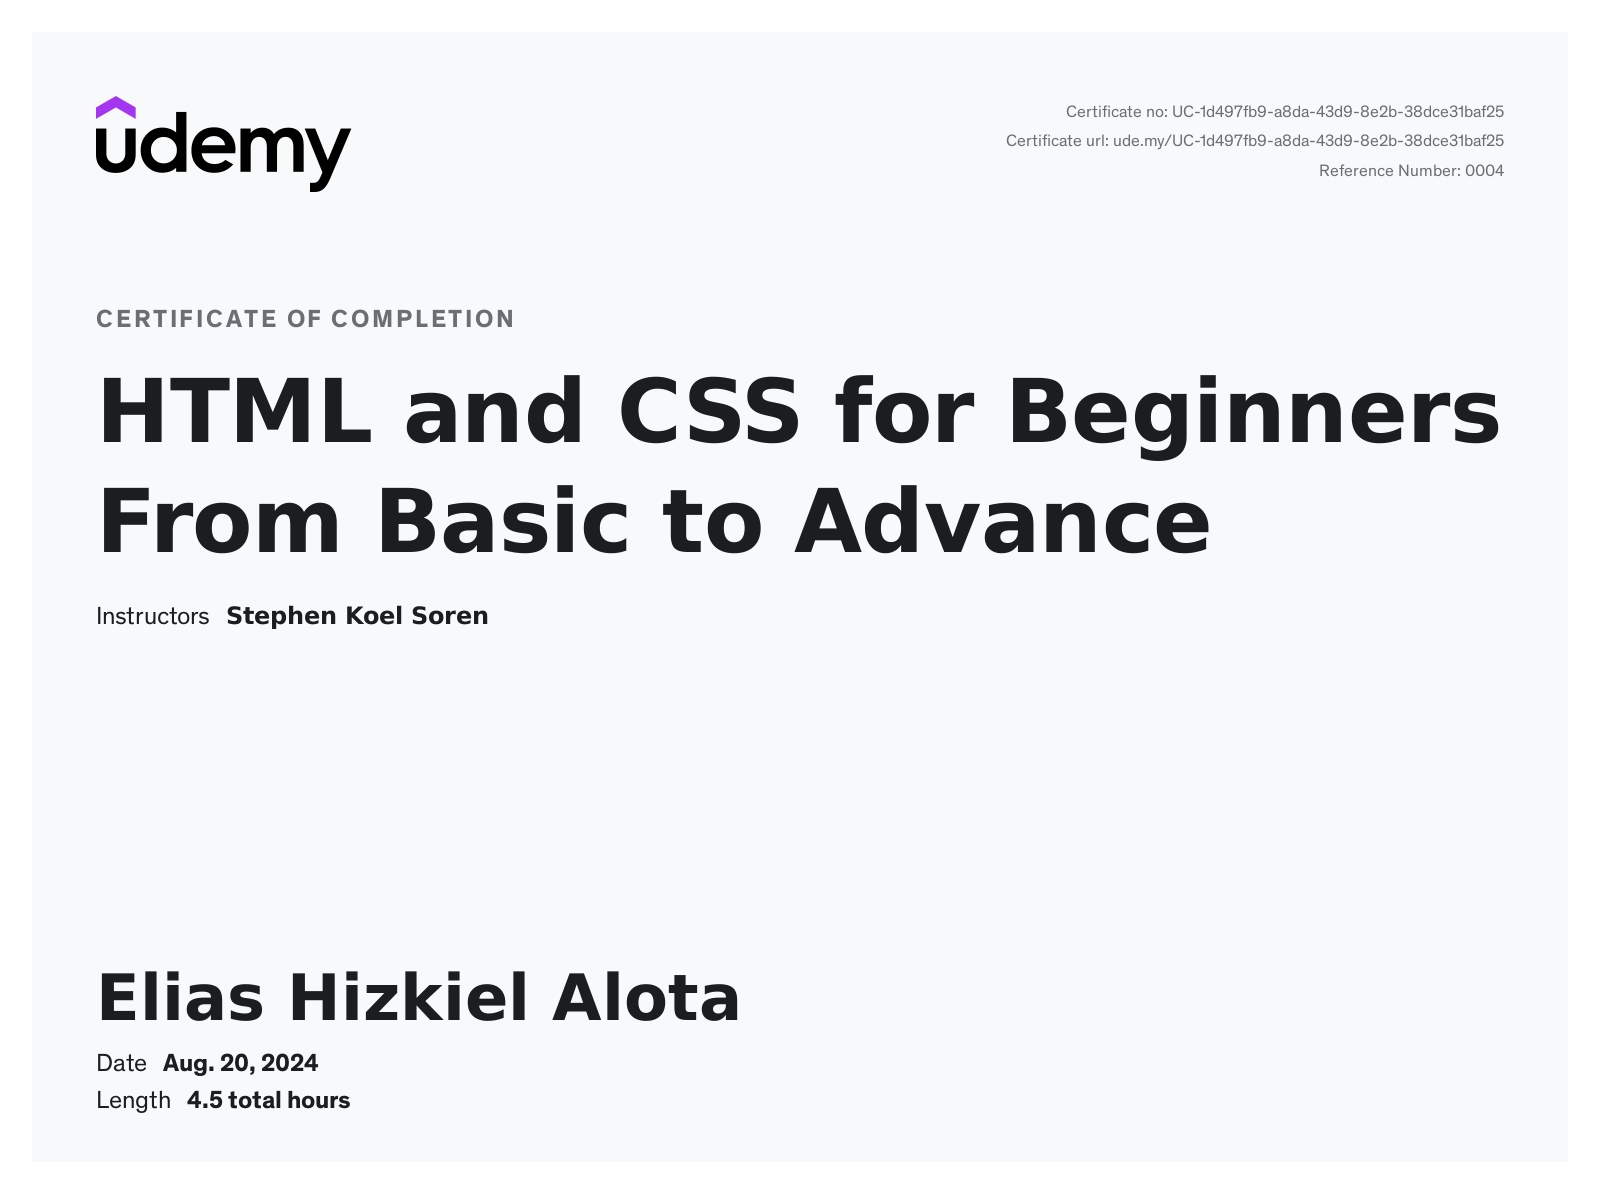 udemy
Certificate no: UC-1d497fb9-a8da-43d9-8e2b-38dce31baf25
Certificate url: ude.my/UC-1d497fb9-a8da-43d9-8e2b-38dce31baf25
Reference Number: 0004
CERTIFICATE OF COMPLETION
HTML and CSS for Beginners
From Basic to Advance
Instructors Stephen Koel Soren
Elias Hizkiel Alota
Date Aug. 20, 2024
Length 4.5 total hours